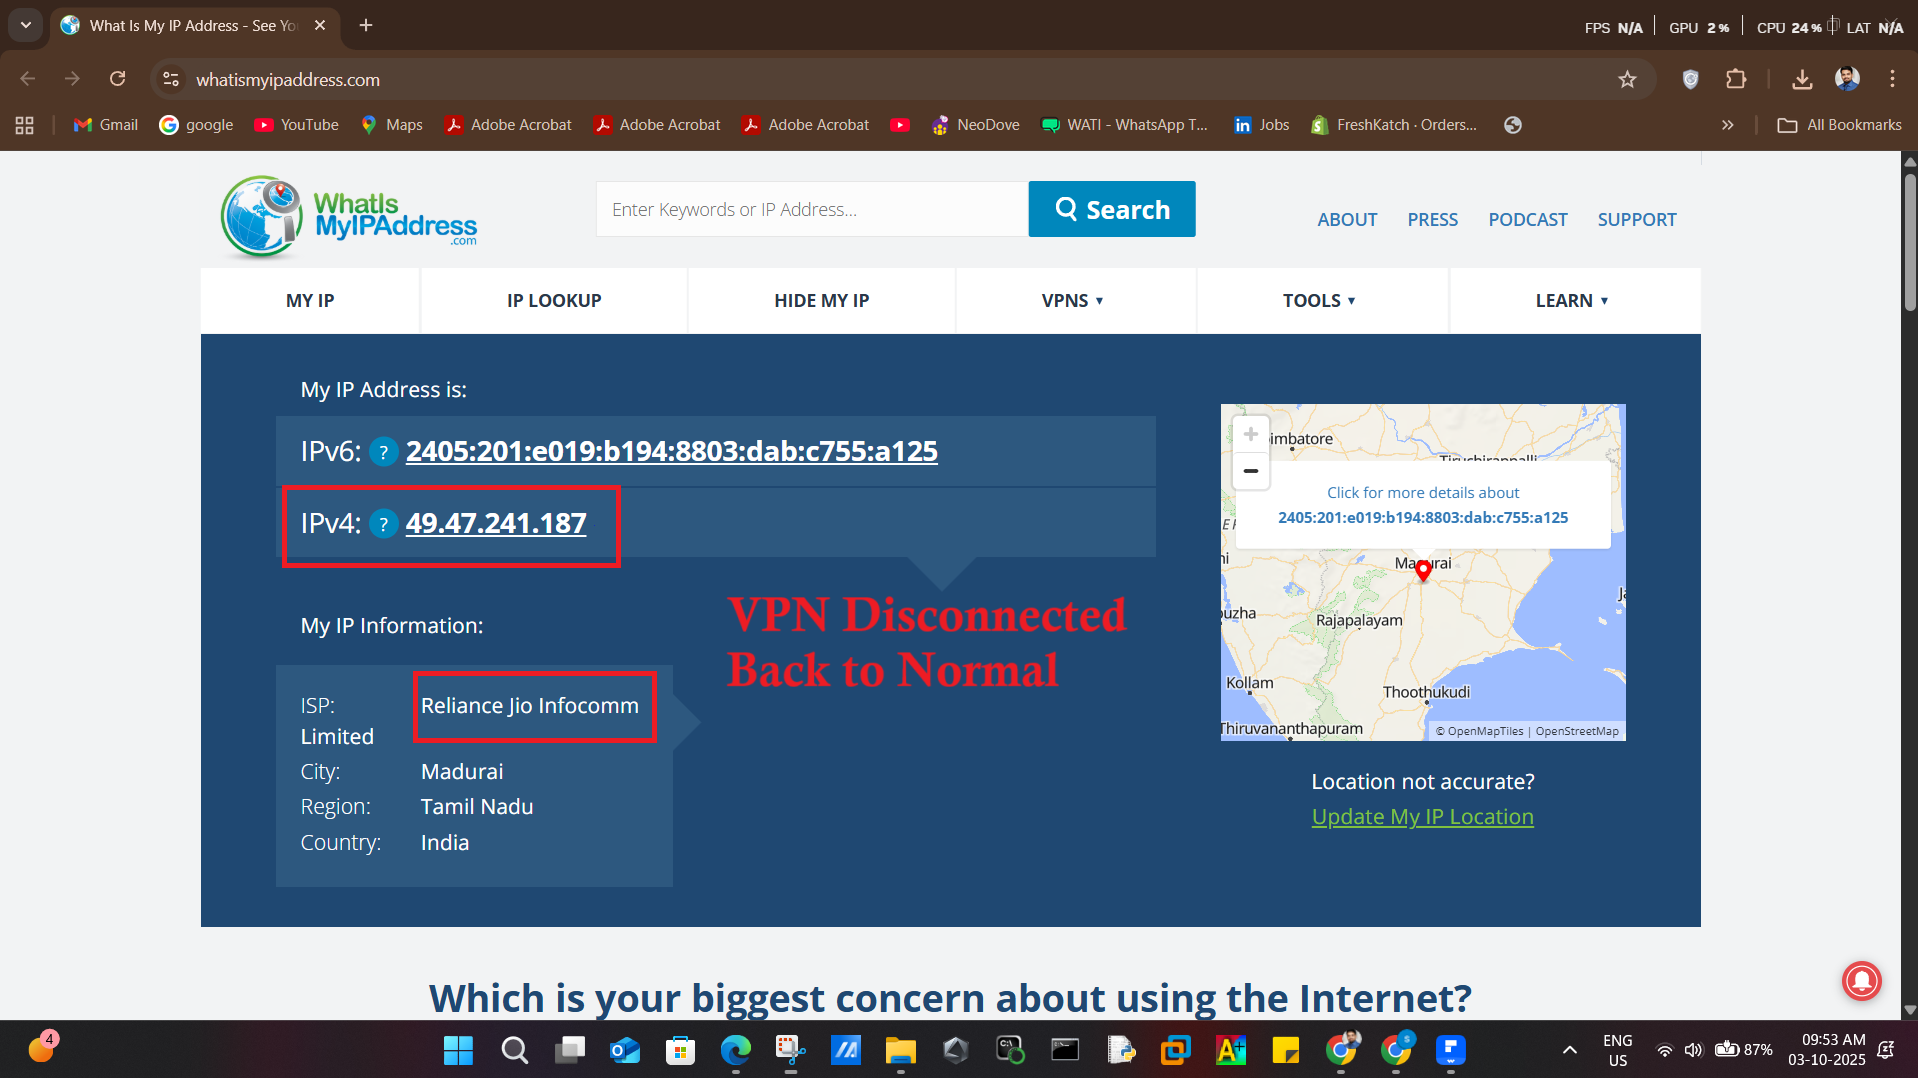 What Is My IP Address - See Yo
FPS N/A GPU 2 % CPU 24 % LAT N/A
whatismyipaddress.com
Gmail google YouTube Maps Adobe Acrobat Adobe Acrobat Adobe Acrobat NeoDove WATI - WhatsApp T... Jobs FreshKatch · Orders... » All Bookmarks
WhatIs
MyIPAddress
.com
Enter Keywords or IP Address...
Search
ABOUT PRESS PODCAST SUPPORT
MY IP IP LOOKUP HIDE MY IP VPNS ▾ TOOLS ▾ LEARN ▾
My IP Address is:
IPv6: ? 2405:201:e019:b194:8803:dab:c755:a125
IPv4: ? 49.47.241.187
VPN Disconnected
Back to Normal
My IP Information:
ISP: Reliance Jio Infocomm
Limited
City: Madurai
Region: Tamil Nadu
Country: India
imbatore
Tiruchirappalli
Click for more details about
2405:201:e019:b194:8803:dab:c755:a125
Madurai
puzha
Rajapalayam
Kollam
Thoothukudi
Thiruvananthapuram
© OpenMapTiles | OpenStreetMap
Location not accurate?
Update My IP Location
Which is your biggest concern about using the Internet?
4
ENG
US
87%
09:53 AM
03-10-2025